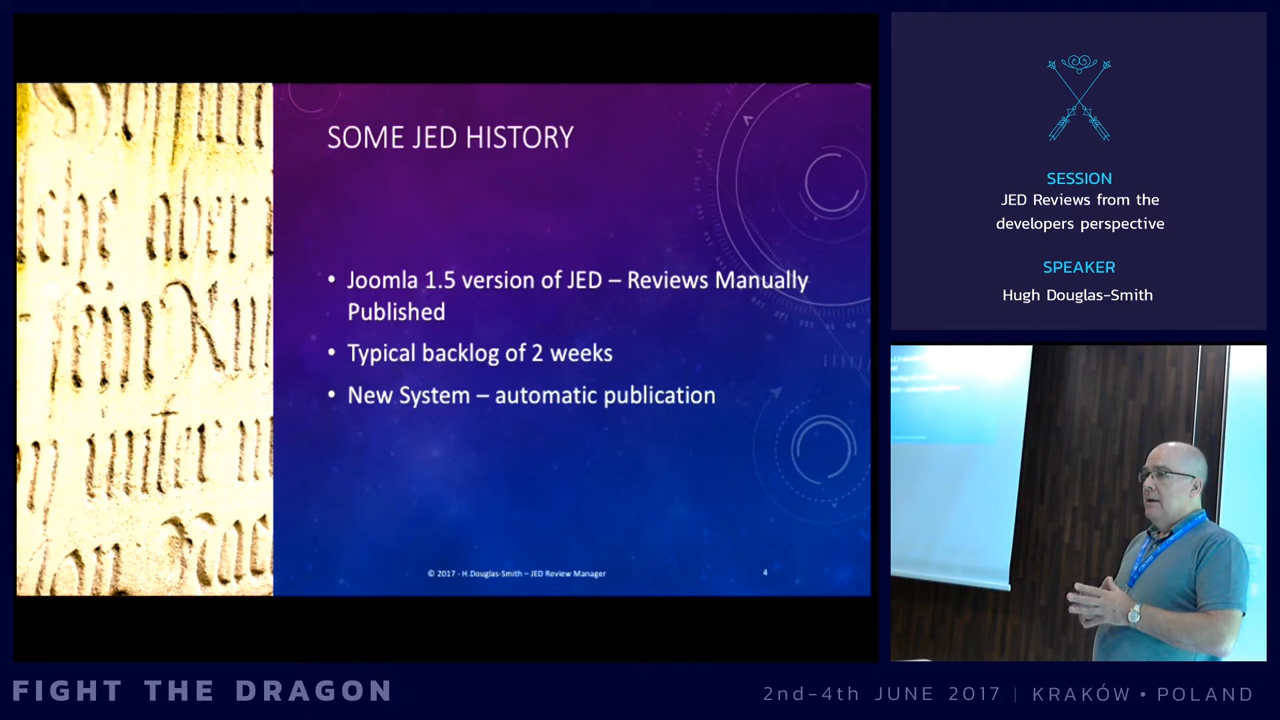 SOME JED HISTORY
• Joomla 1.5 version of JED – Reviews Manually
Published
• Typical backlog of 2 weeks
• New System – automatic publication
© 2017 - H.Douglas-Smith – JED Review Manager
4
SESSION
JED Reviews from the
developers perspective
SPEAKER
Hugh Douglas-Smith
FIGHT THE DRAGON
2nd-4th JUNE 2017 | KRAKÓW • POLAND
aber
unter